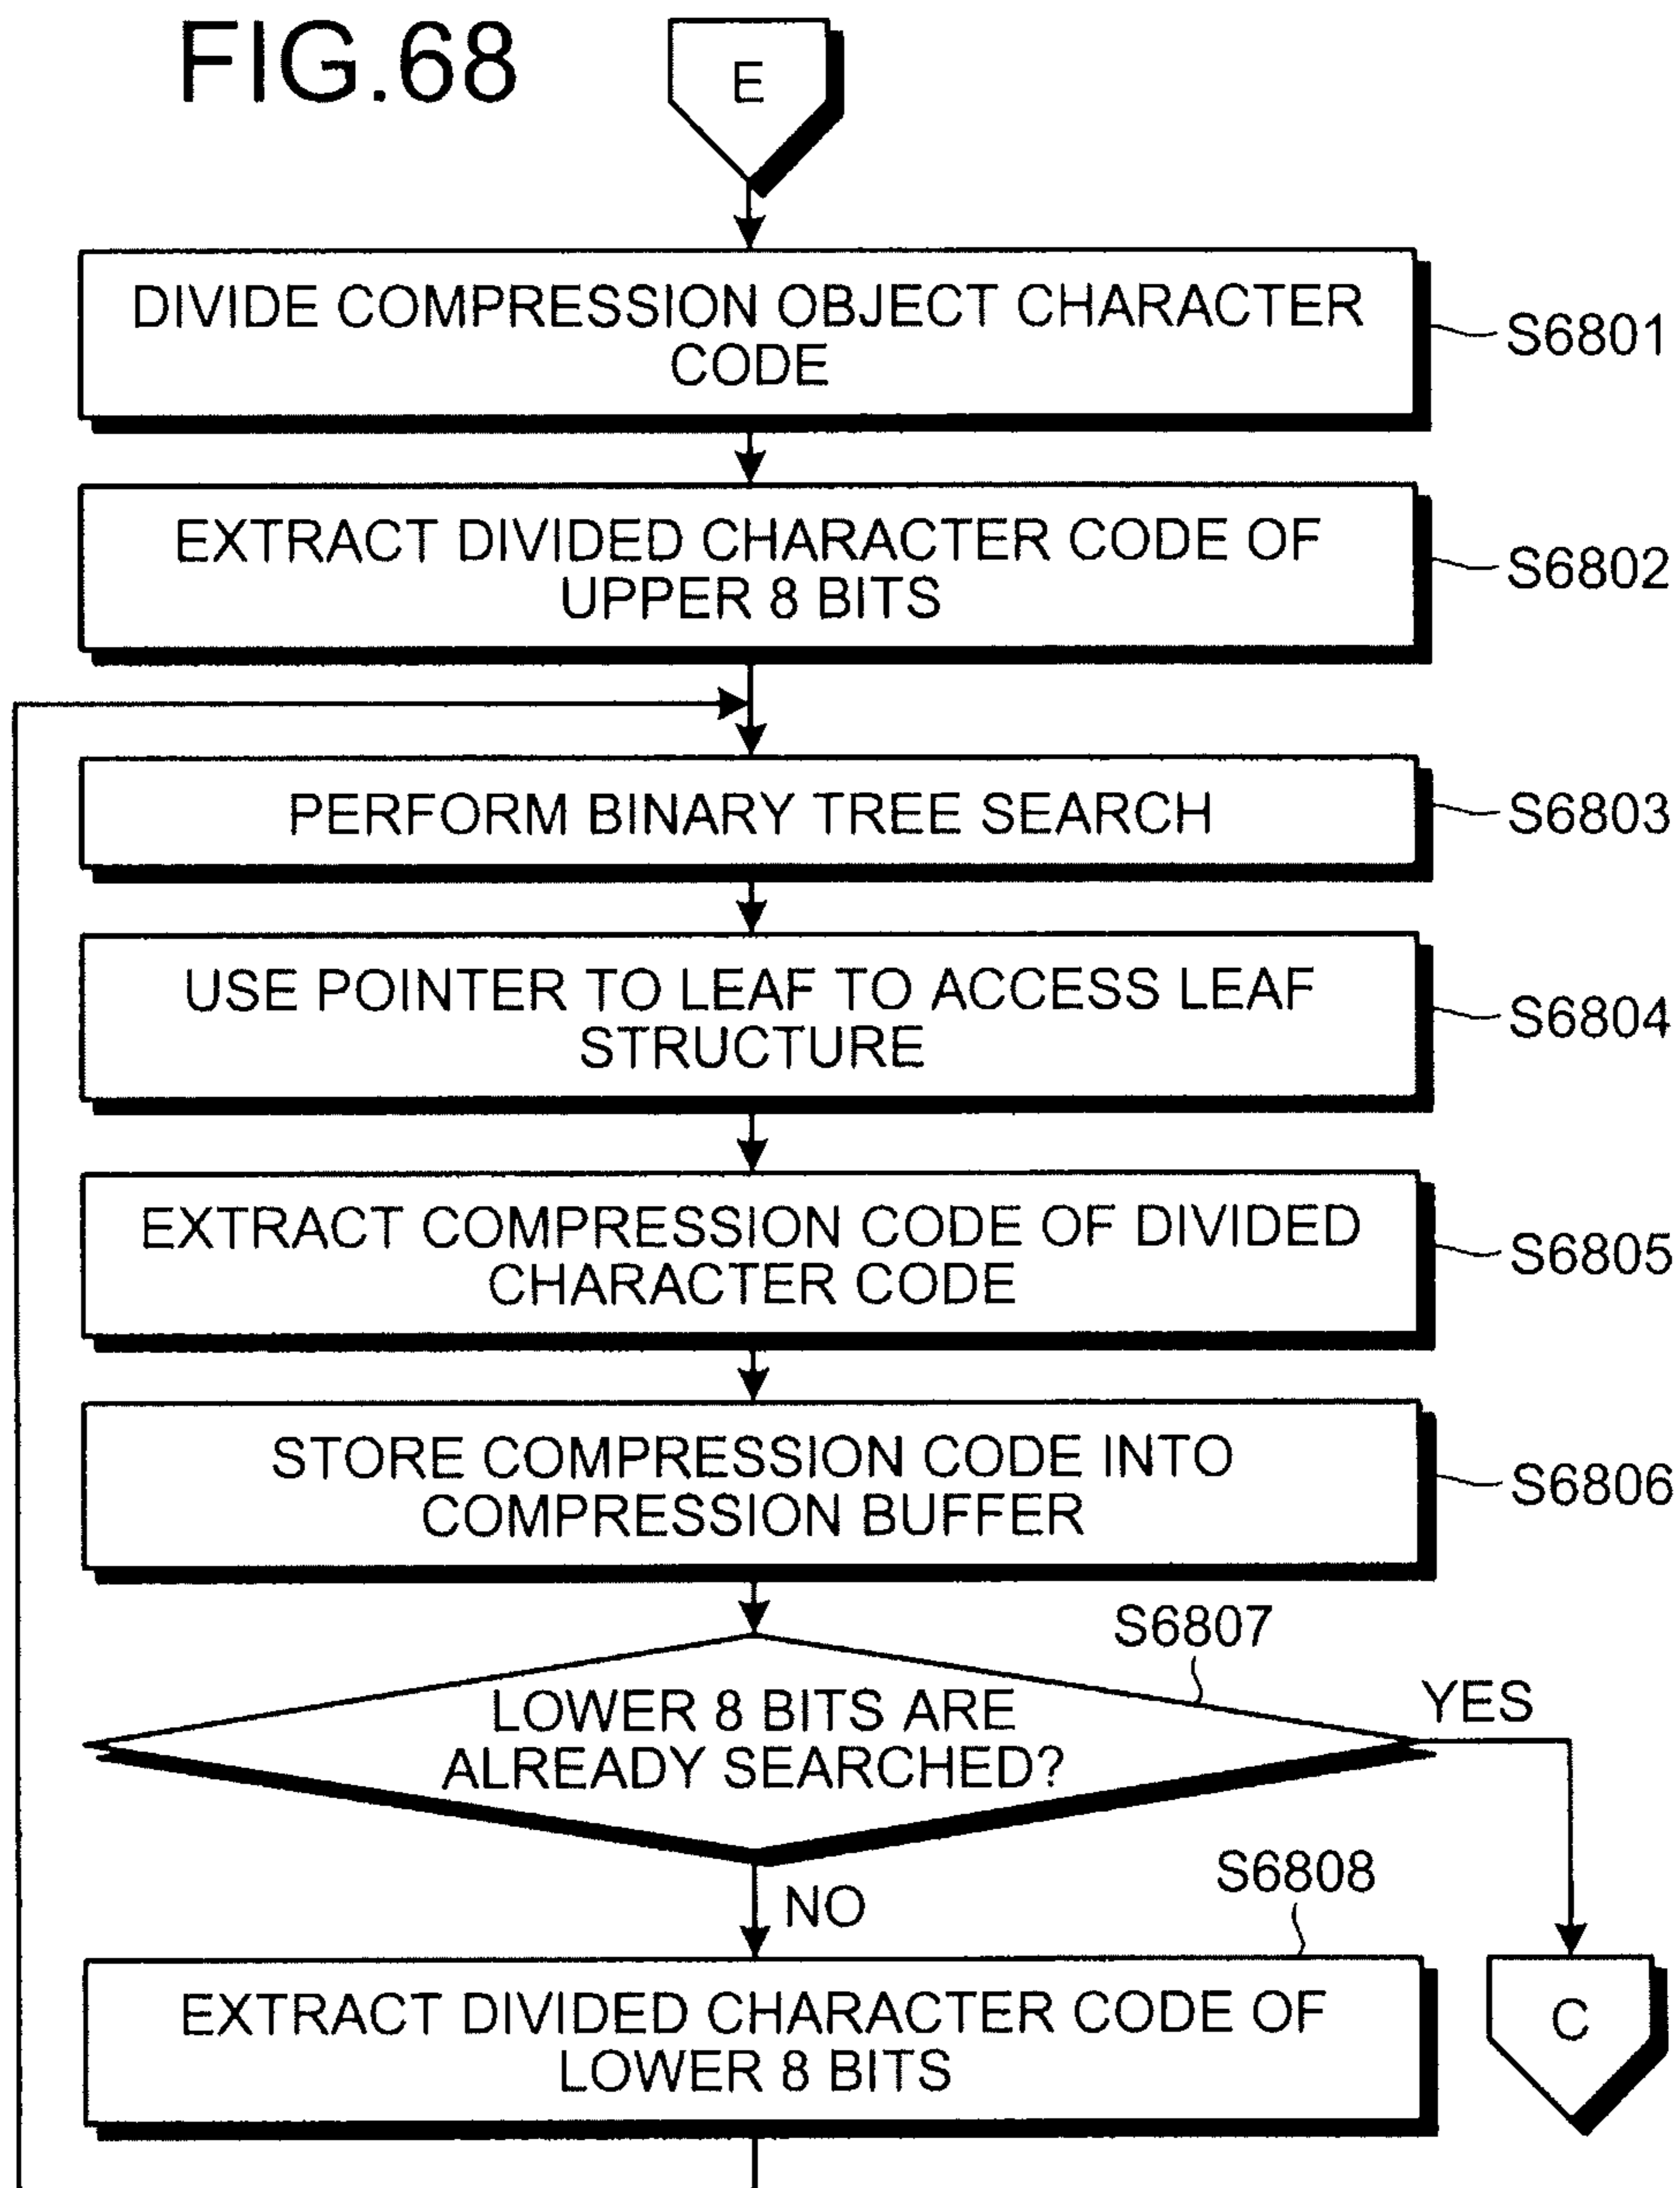 FIG.68
E
DIVIDE COMPRESSION OBJECT CHARACTER
CODE
S6801
EXTRACT DIVIDED CHARACTER CODE OF
UPPER 8 BITS
S6802
PERFORM BINARY TREE SEARCH
S6803
USE POINTER TO LEAF TO ACCESS LEAF
STRUCTURE
S6804
EXTRACT COMPRESSION CODE OF DIVIDED
CHARACTER CODE
S6805
STORE COMPRESSION CODE INTO
COMPRESSION BUFFER
S6806
S6807
LOWER 8 BITS ARE
ALREADY SEARCHED?
YES
NO
S6808
EXTRACT DIVIDED CHARACTER CODE OF
LOWER 8 BITS
C